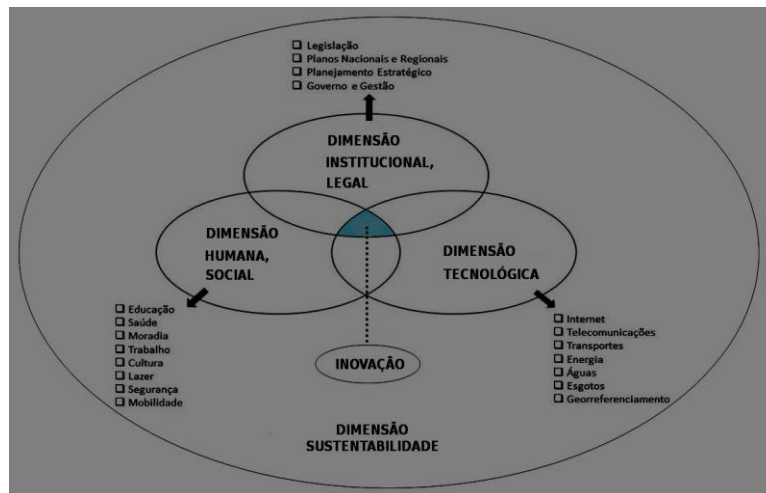 ❑ Legislação
❑ Planos Nacionais e Regionais
❑ Planejamento Estratégico
❑ Governo e Gestão
DIMENSÃO
INSTITUCIONAL,
LEGAL
DIMENSÃO
HUMANA,
SOCIAL
DIMENSÃO
TECNOLÓGICA
❑ Educação
❑ Saúde
❑ Moradia
❑ Trabalho
❑ Cultura
❑ Lazer
❑ Segurança
❑ Mobilidade
❑ Internet
❑ Telecomunicações
❑ Transportes
❑ Energia
❑ Águas
❑ Esgotos
❑ Georreferenciamento
INOVAÇÃO
DIMENSÃO
SUSTENTABILIDADE